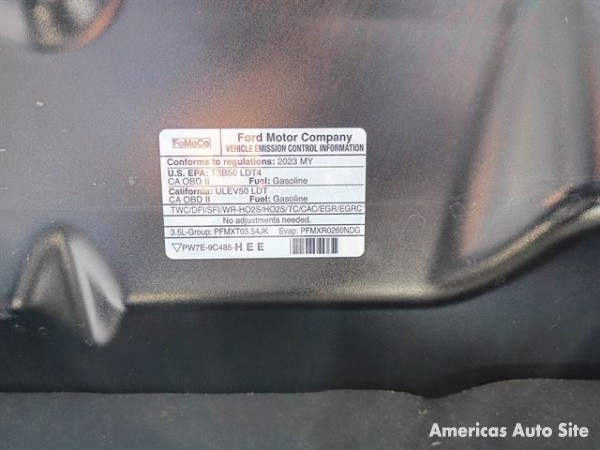 FoMoCo
Ford Motor Company
VEHICLE EMISSION CONTROL INFORMATION
Conforms to regulations: 2023 MY
U.S. EPA: T3B50 LDT4
CA OBD II Fuel: Gasoline
California: ULEV50 LDT
CA OBD II Fuel: Gasoline
TWC/DFI/SFI/WR-HO2S/HO2S/TC/CAC/EGR/EGRC
No adjustments needed.
3.5L-Group: PFMXT03.54JK Evap: PFMXR0260NDG
PW7E-9C485-HEE
Americas Auto Site